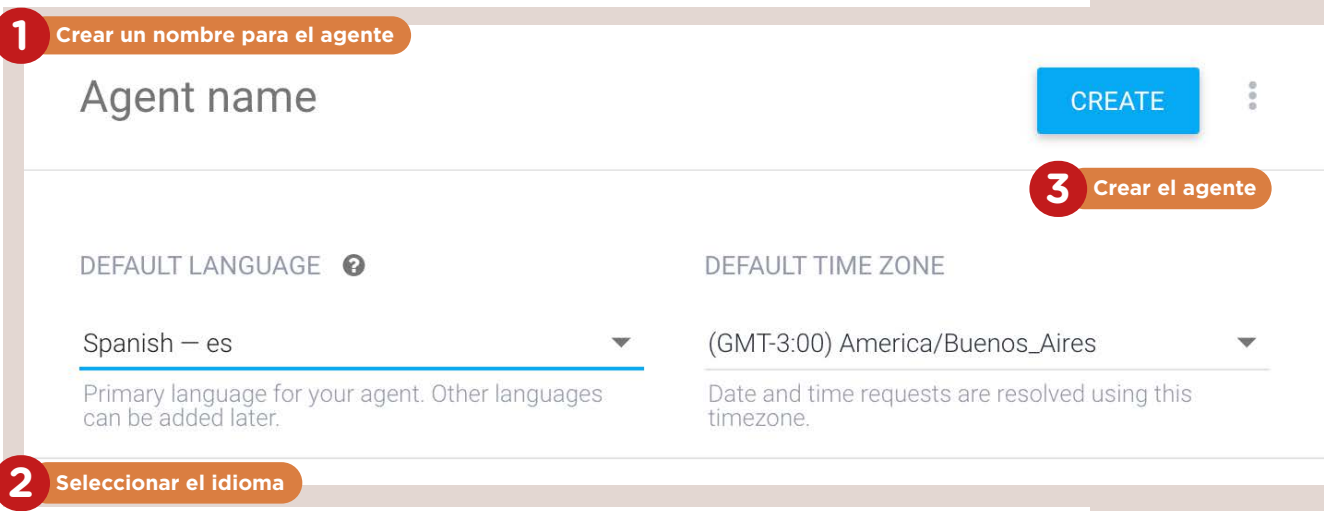 1 Crear un nombre para el agente
Agent name
CREATE
3 Crear el agente
DEFAULT LANGUAGE ?
DEFAULT TIME ZONE
Spanish — es
(GMT-3:00) America/Buenos_Aires
Primary language for your agent. Other languages
can be added later.
Date and time requests are resolved using this
timezone.
2 Seleccionar el idioma